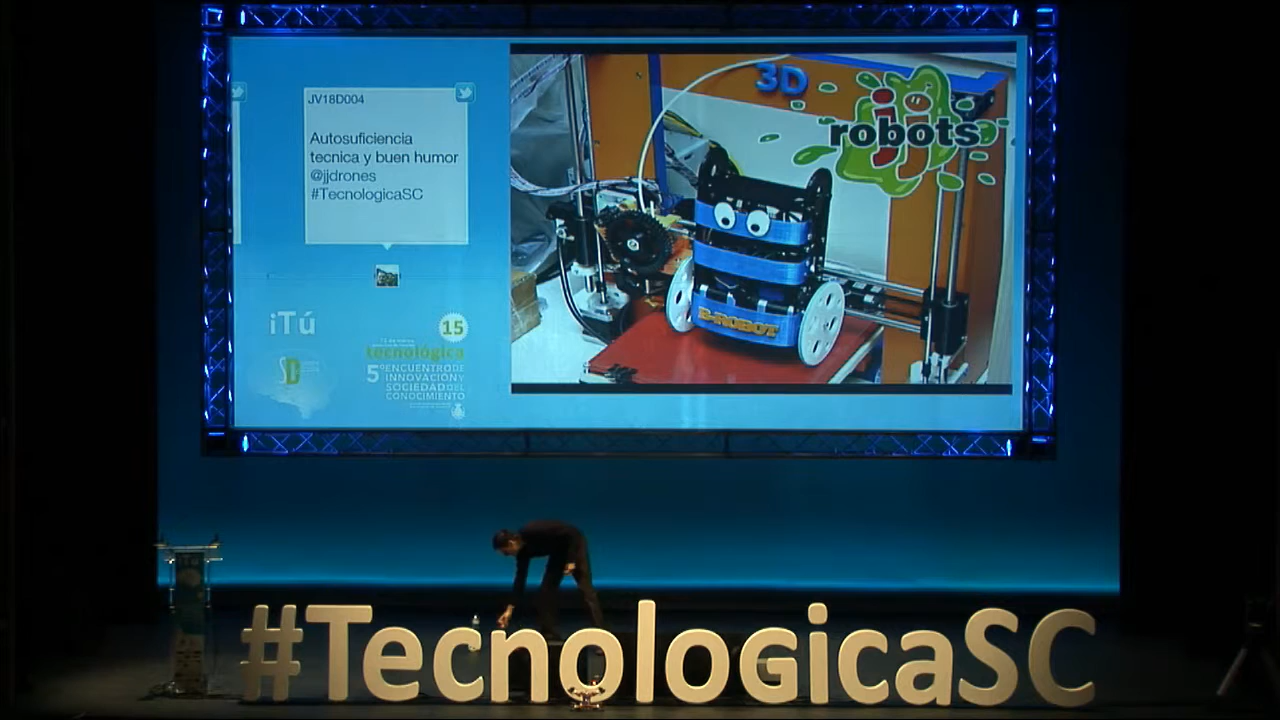 JV18D004
Autosuficiencia
tecnica y buen humor
@jjdrones
#TecnologicaSC
3D
jj
robots
B-ROBOT
iTú
15
tecnológica
5º ENCUENTRO DE
INNOVACIÓN Y
SOCIEDAD DEL
CONOCIMIENTO
#TecnologicaSC